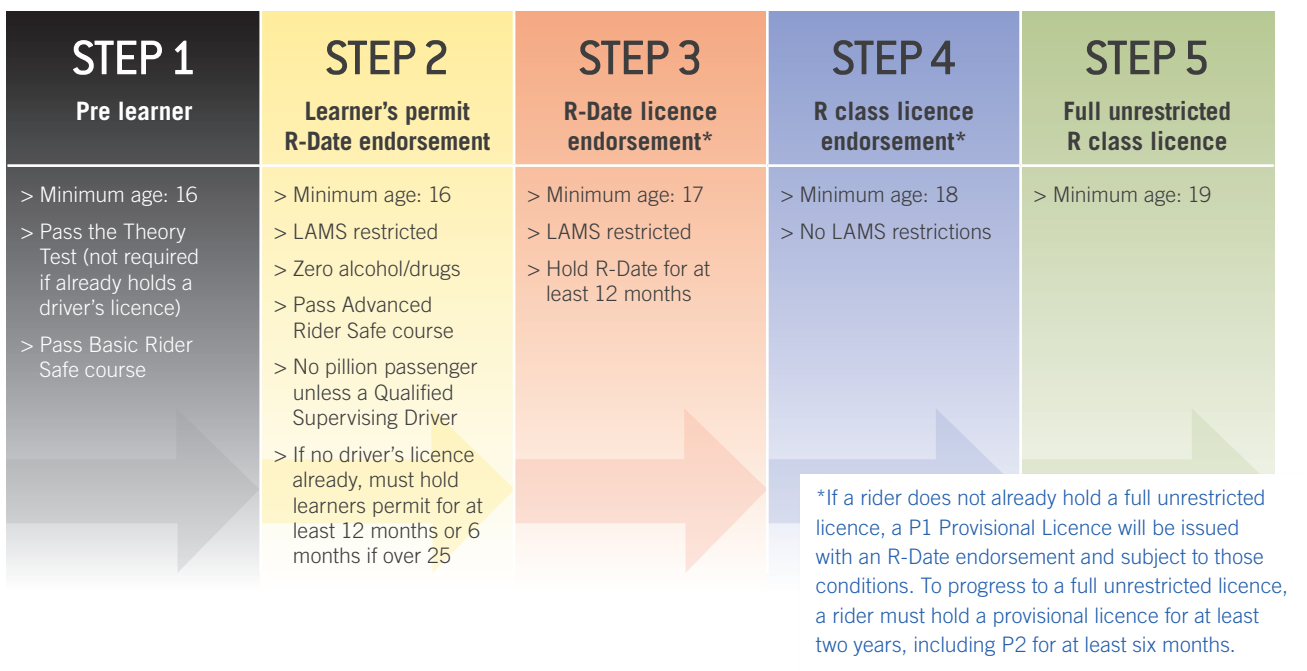 STEP 1
Pre learner
> Minimum age: 16
> Pass the Theory
Test (not required
if already holds a
driver's licence)
> Pass Basic Rider
Safe course
STEP 2
Learner's permit
R-Date endorsement
> Minimum age: 16
> LAMS restricted
> Zero alcohol/drugs
> Pass Advanced
Rider Safe course
> No pillion passenger
unless a Qualified
Supervising Driver
> If no driver's licence
already, must hold
learners permit for at
least 12 months or 6
months if over 25
STEP 3
R-Date licence
endorsement*
> Minimum age: 17
> LAMS restricted
> Hold R-Date for at
least 12 months
STEP 4
R class licence
endorsement*
> Minimum age: 18
> No LAMS restrictions
STEP 5
Full unrestricted
R class licence
> Minimum age: 19
*If a rider does not already hold a full unrestricted
licence, a P1 Provisional Licence will be issued
with an R-Date endorsement and subject to those
conditions. To progress to a full unrestricted licence,
a rider must hold a provisional licence for at least
two years, including P2 for at least six months.